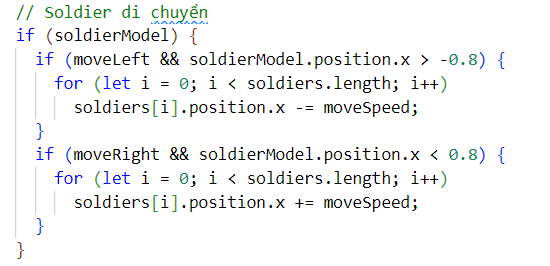 // Soldier di chuyển
if (soldierModel) {
if (moveLeft && soldierModel.position.x > -0.8) {
for (let i = 0; i < soldiers.length; i++)
soldiers[i].position.x -= moveSpeed;
}
if (moveRight && soldierModel.position.x < 0.8) {
for (let i = 0; i < soldiers.length; i++)
soldiers[i].position.x += moveSpeed;
}
}